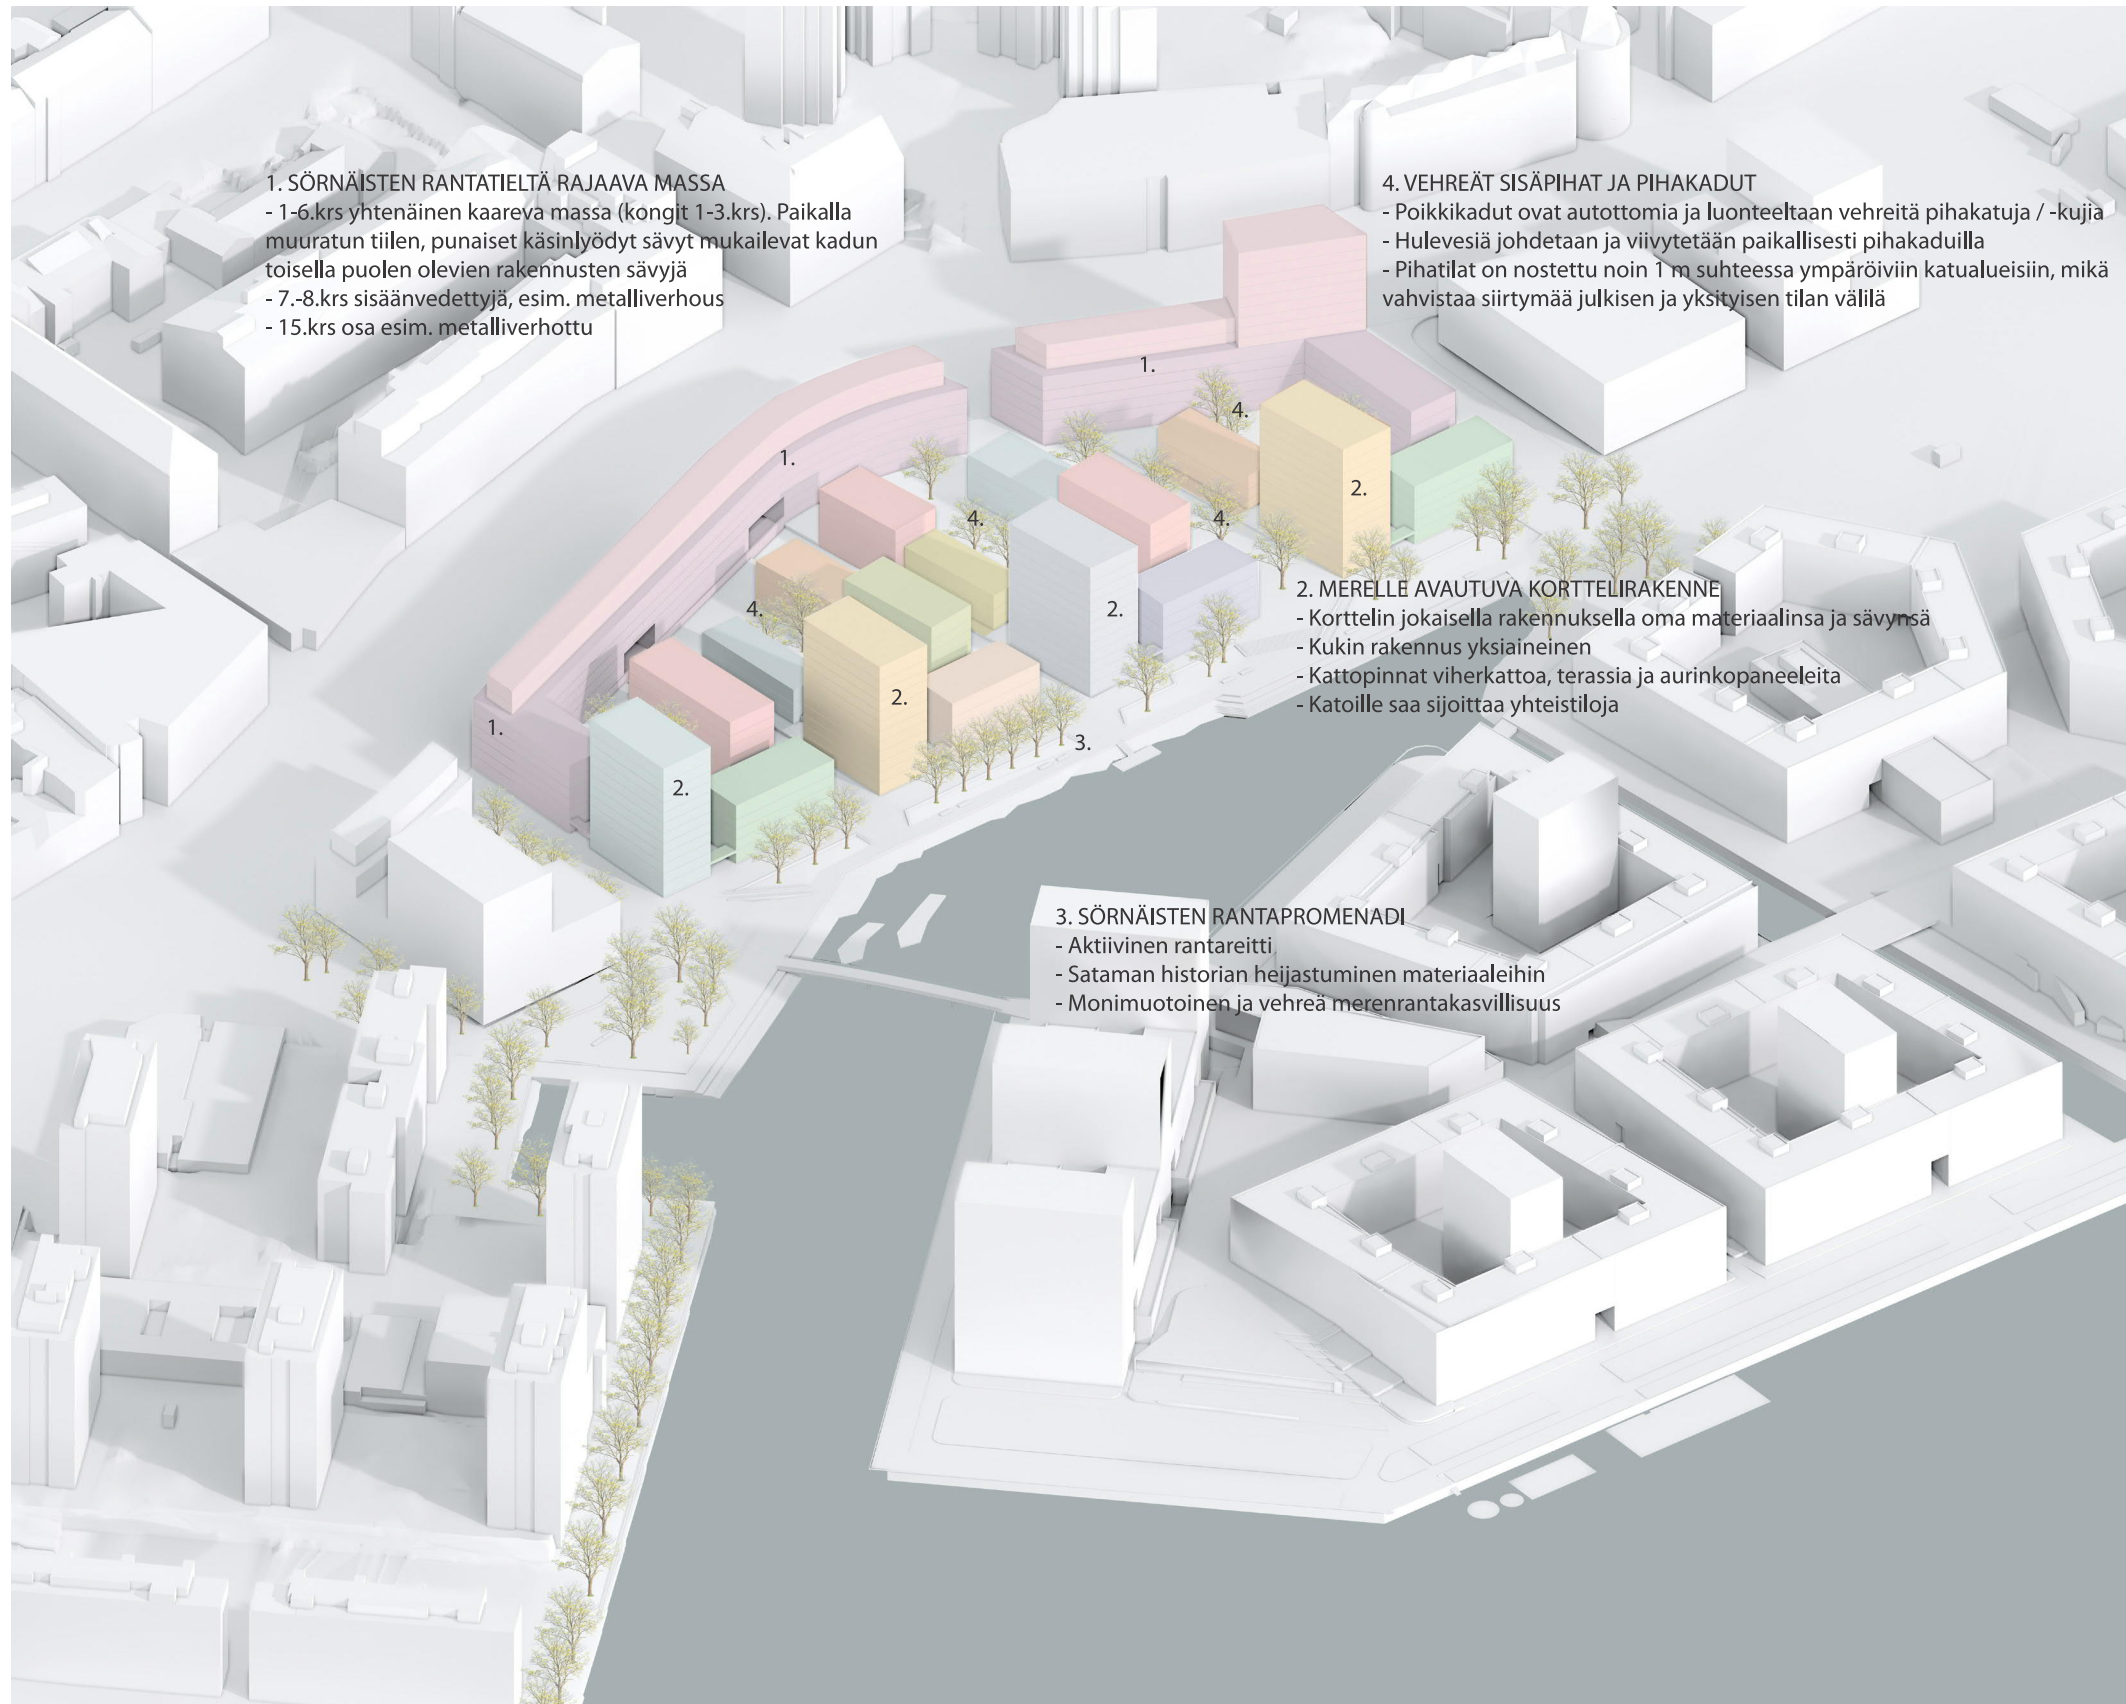 1. SÖRNÄISTEN RANTATIELTÄ RAJAAVA MASSA
- 1-6.krs yhtenäinen kaareva massa (kongit 1-3.krs). Paikalla
muuratun tiilen, punaiset käsinlyödyt sävyt mukailevat kadun
toisella puolen olevien rakennusten sävyjä
- 7.-8.krs sisäänvedettyjä, esim. metalliverhous
- 15.krs osa esim. metalliverhottu
4. VEHREÄT SISÄPIHAT JA PIHAKADUT
- Poikkikadut ovat autottomia ja luonteeltaan vehreitä pihakatuja / -kujia
- Hulevesiä johdetaan ja viivytetään paikallisesti pihakaduilla
- Pihatilat on nostettu noin 1 m suhteessa ympäröiviin katualueisiin, mikä
vahvistaa siirtymää julkisen ja yksityisen tilan välilä
1.
4.
1.
2.
4.
4.
2. MERELLE AVAUTUVA KORTTELIRAKENNE
- Korttelin jokaisella rakennuksella oma materiaalinsa ja sävynsä
- Kukin rakennus yksiaineinen
- Kattopinnat viherkattoa, terassia ja aurinkopaneeleita
- Katoille saa sijoittaa yhteistiloja
4.
2.
2.
1.
3.
2.
3. SÖRNÄISTEN RANTAPROMENADI
- Aktiivinen rantareitti
- Sataman historian heijastuminen materiaaleihin
- Monimuotoinen ja vehreä merenrantakasvillisuus